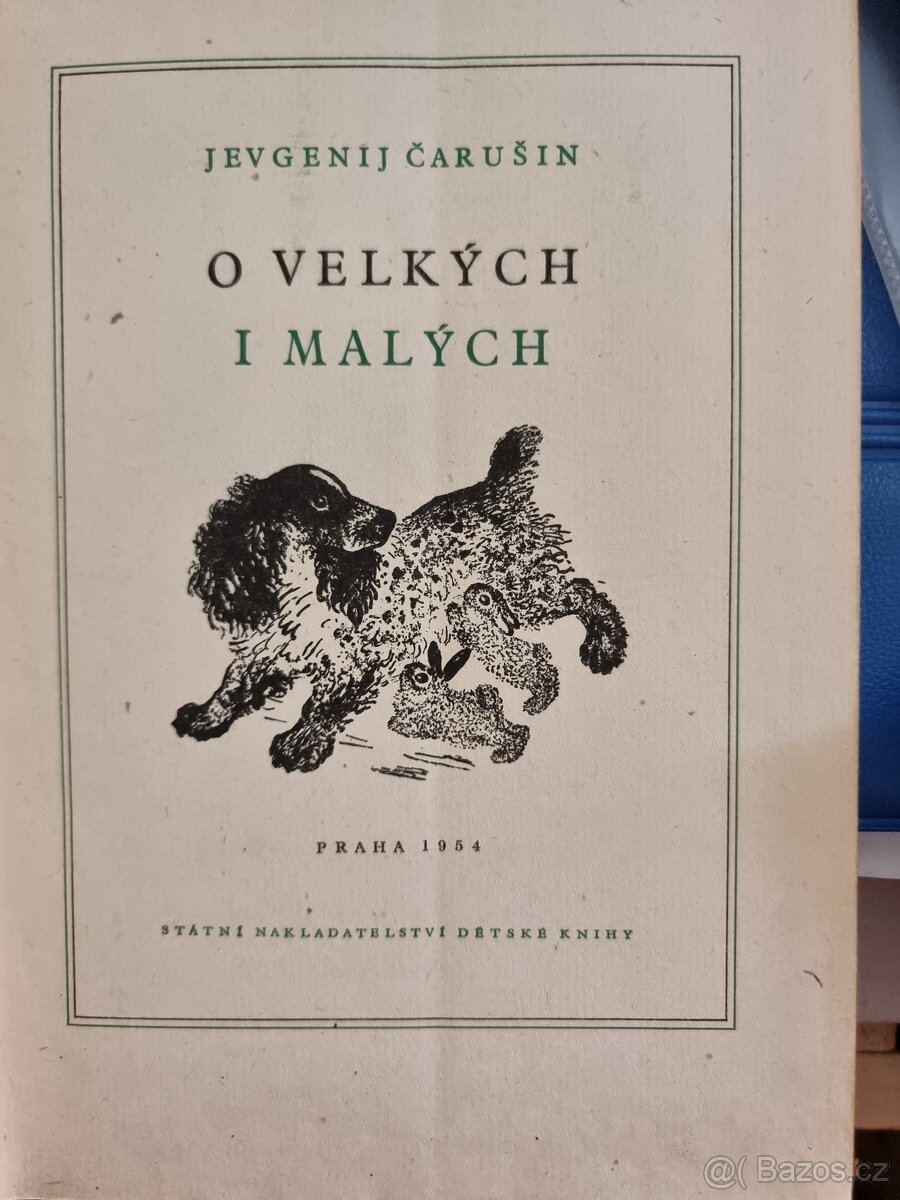 JEVGENIJ ČARUŠIN
O VELKÝCH
I MALÝCH
PRAHA 1954
STÁTNÍ NAKLADATELSTVÍ DĚTSKÉ KNIHY
@( Bazos.cz